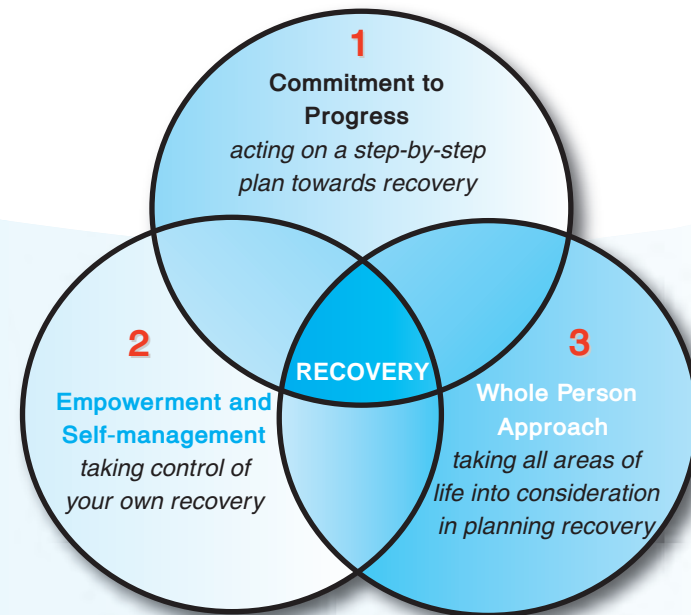 1
Commitment to
Progress
acting on a step-by-step
plan towards recovery
2
Empowerment and
Self-management
taking control of
your own recovery
RECOVERY
3
Whole Person
Approach
taking all areas of
life into consideration
in planning recovery